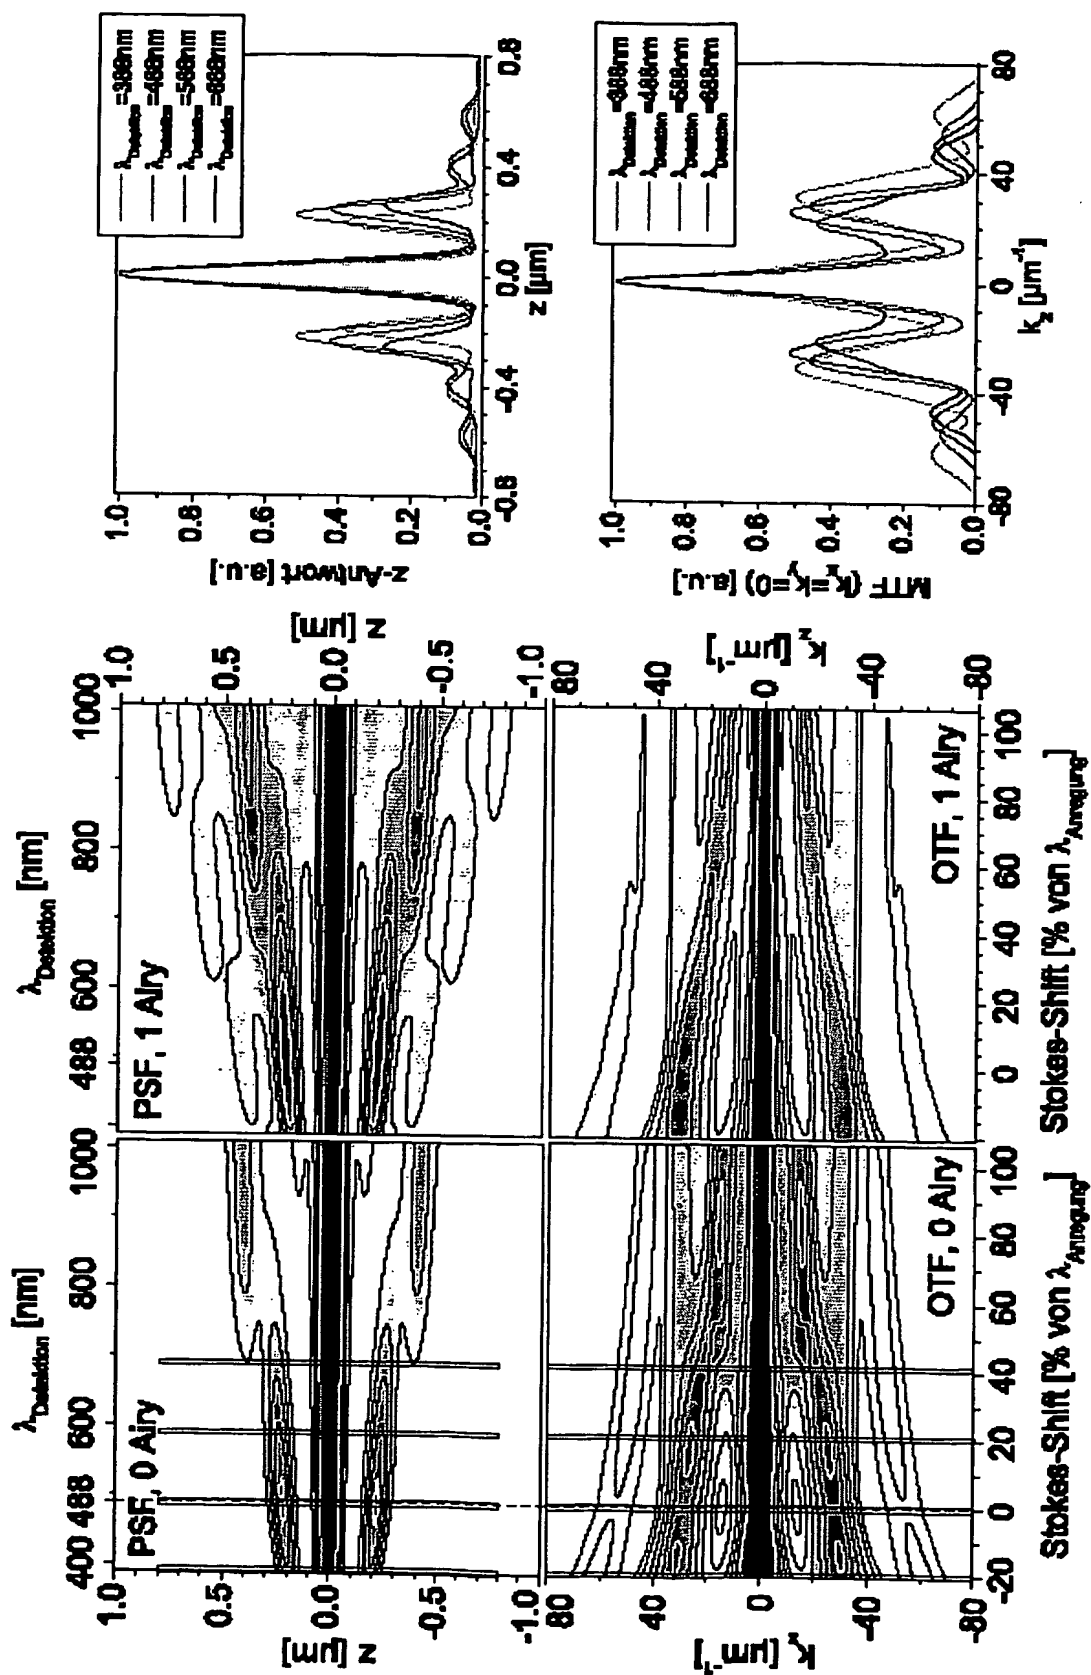 λDetektion [nm]
λDetektion [nm]
400 488 600 800 1000
488 600 800 1000
1.0
0.5
0.0
-0.5
-1.0
z [µm]
PSF, 0 Airy
PSF, 1 Airy
1.0
0.5
0.0
-0.5
-1.0
z [µm]
1.0
0.8
0.6
0.4
0.2
0.0
z-Antwort [a.u.]
-0.8 -0.4 0.0 0.4 0.8
z [µm]
λDetektion=388nm
λDetektion=488nm
λDetektion=588nm
λDetektion=688nm
80
40
0
-40
-80
kz [µm-1]
OTF, 0 Airy
OTF, 1 Airy
80
40
0
-40
-80
kz [µm-1]
-20 0 20 40 60 80 100
0 20 40 60 80 100
Stokes-Shift [% von λAnregung]
Stokes-Shift [% von λAnregung]
1.0
0.8
0.6
0.4
0.2
0.0
MTF (kx=ky=0) [a.u.]
-80 -40 0 40 80
kz [µm-1]
λDetektion=388nm
λDetektion=488nm
λDetektion=588nm
λDetektion=688nm